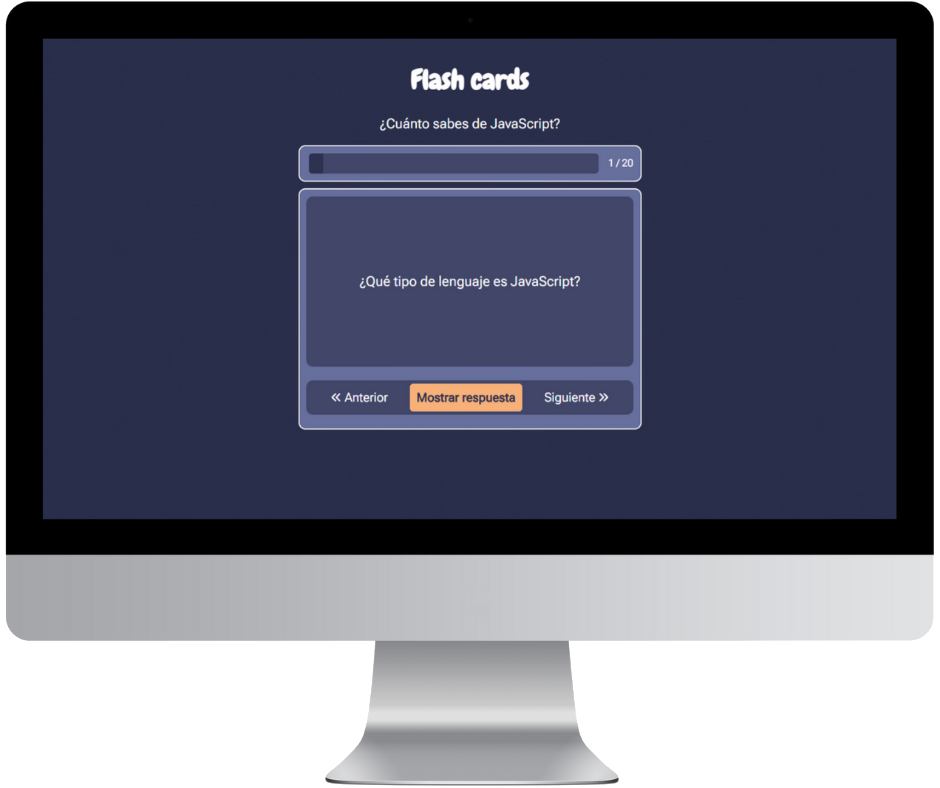 Flash cards
¿Cuánto sabes de JavaScript?
1 / 20
¿Qué tipo de lenguaje es JavaScript?
« Anterior
Mostrar respuesta
Siguiente »